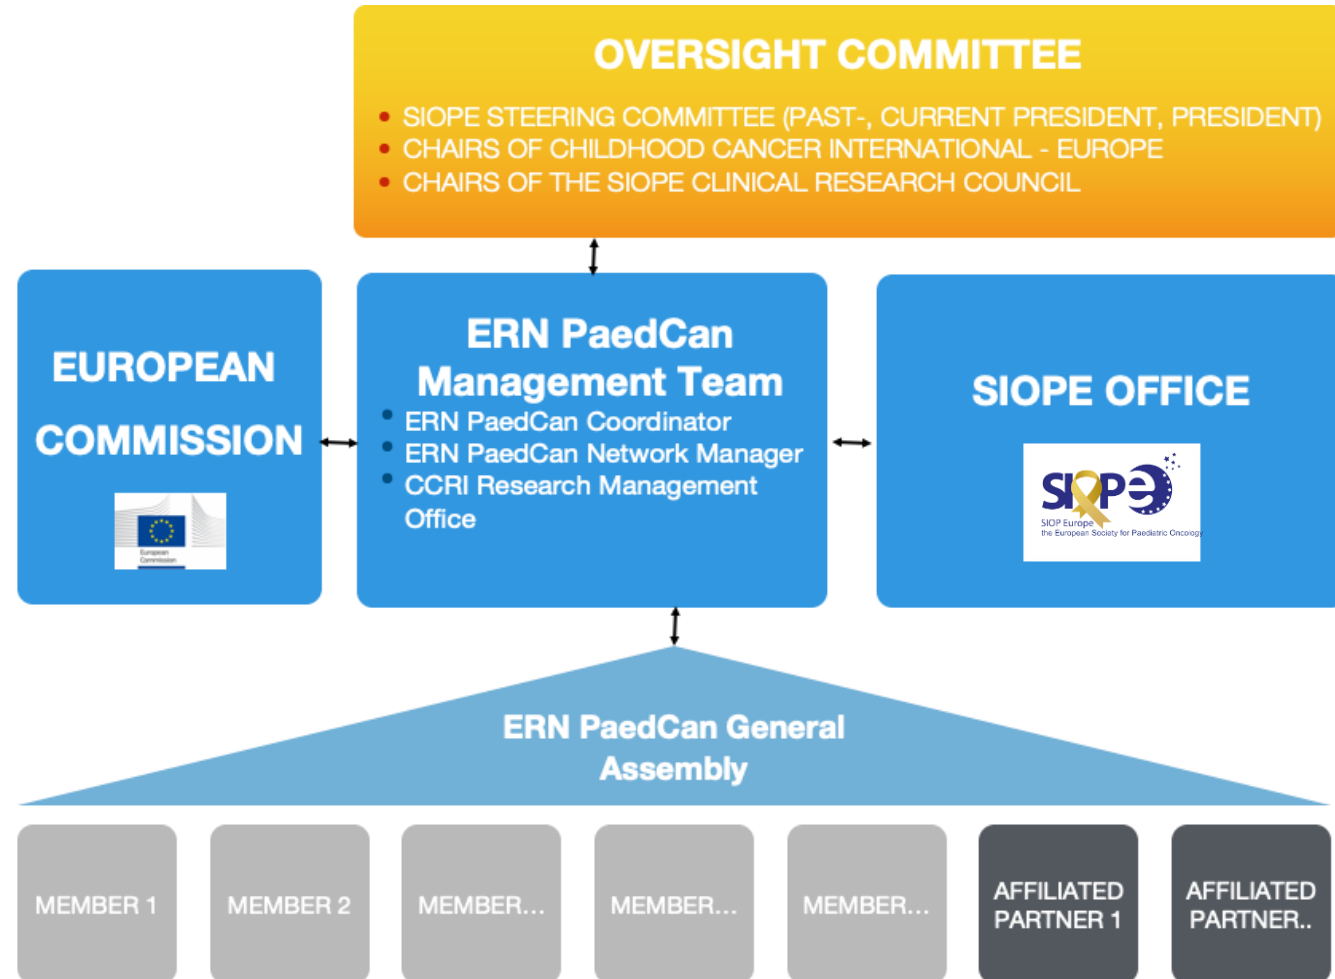 OVERSIGHT COMMITTEE
SIOPE STEERING COMMITTEE (PAST-, CURRENT PRESIDENT, PRESIDENT)
CHAIRS OF CHILDHOOD CANCER INTERNATIONAL - EUROPE
CHAIRS OF THE SIOPE CLINICAL RESEARCH COUNCIL
EUROPEAN
COMMISSION
European
Commission
ERN PaedCan
Management Team
ERN PaedCan Coordinator
ERN PaedCan Network Manager
CCRI Research Management
Office
SIOPE OFFICE
SIOPe
SIOP Europe
the European Society for Paediatric Oncology
ERN PaedCan General
Assembly
MEMBER 1
MEMBER 2
MEMBER...
MEMBER...
MEMBER...
AFFILIATED
PARTNER 1
AFFILIATED
PARTNER..